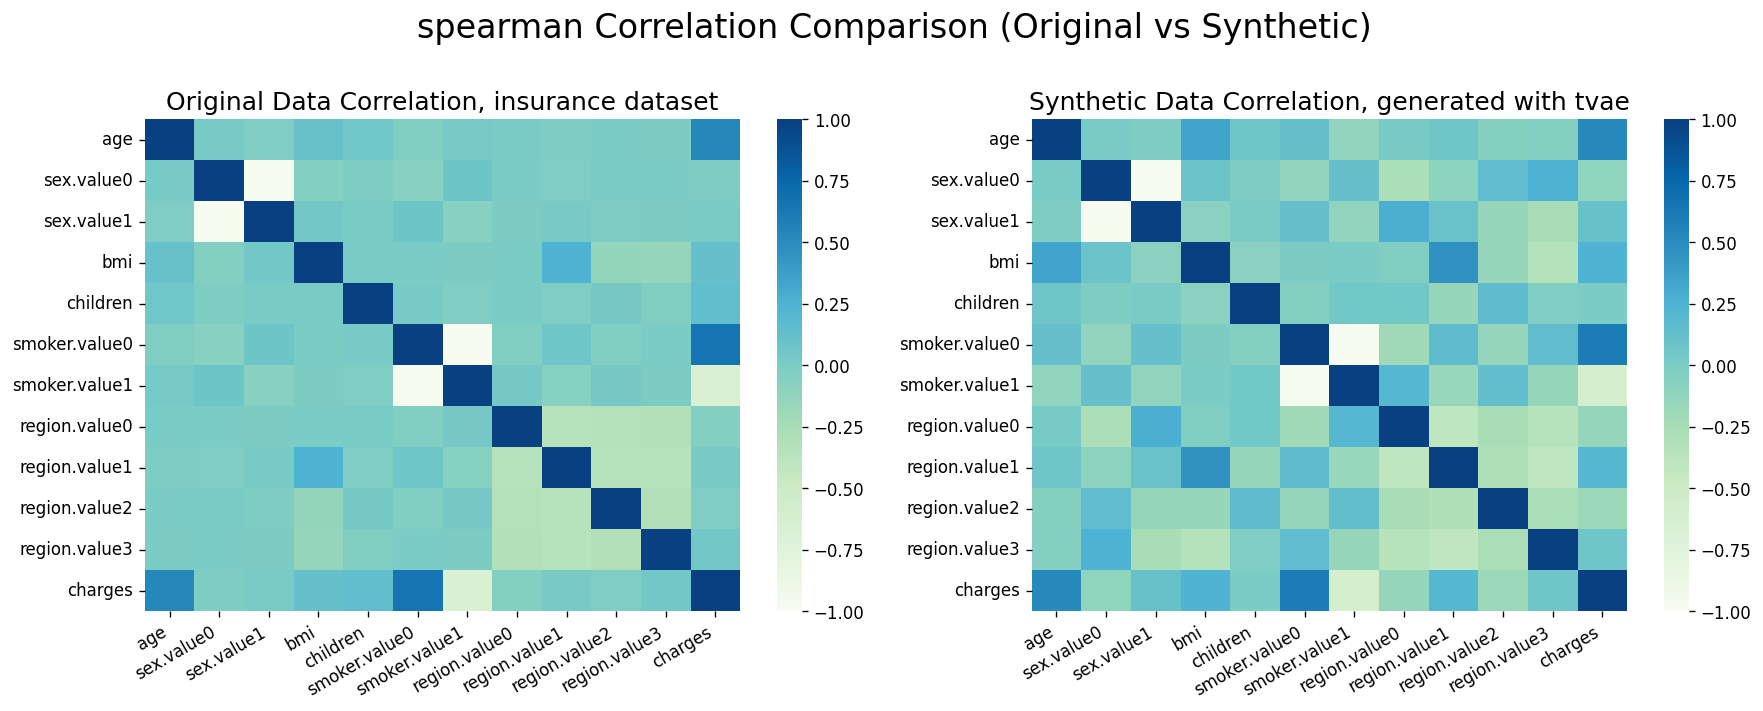 spearman Correlation Comparison (Original vs Synthetic)
Original Data Correlation, insurance dataset
age
sex.value0
sex.value1
bmi
children
smoker.value0
smoker.value1
region.value0
region.value1
region.value2
region.value3
charges
age
sex.value0
sex.value1
bmi
children
smoker.value0
smoker.value1
region.value0
region.value1
region.value2
region.value3
charges
1.00
0.75
0.50
0.25
0.00
−0.25
−0.50
−0.75
−1.00
Synthetic Data Correlation, generated with tvae
age
sex.value0
sex.value1
bmi
children
smoker.value0
smoker.value1
region.value0
region.value1
region.value2
region.value3
charges
age
sex.value0
sex.value1
bmi
children
smoker.value0
smoker.value1
region.value0
region.value1
region.value2
region.value3
charges
1.00
0.75
0.50
0.25
0.00
−0.25
−0.50
−0.75
−1.00